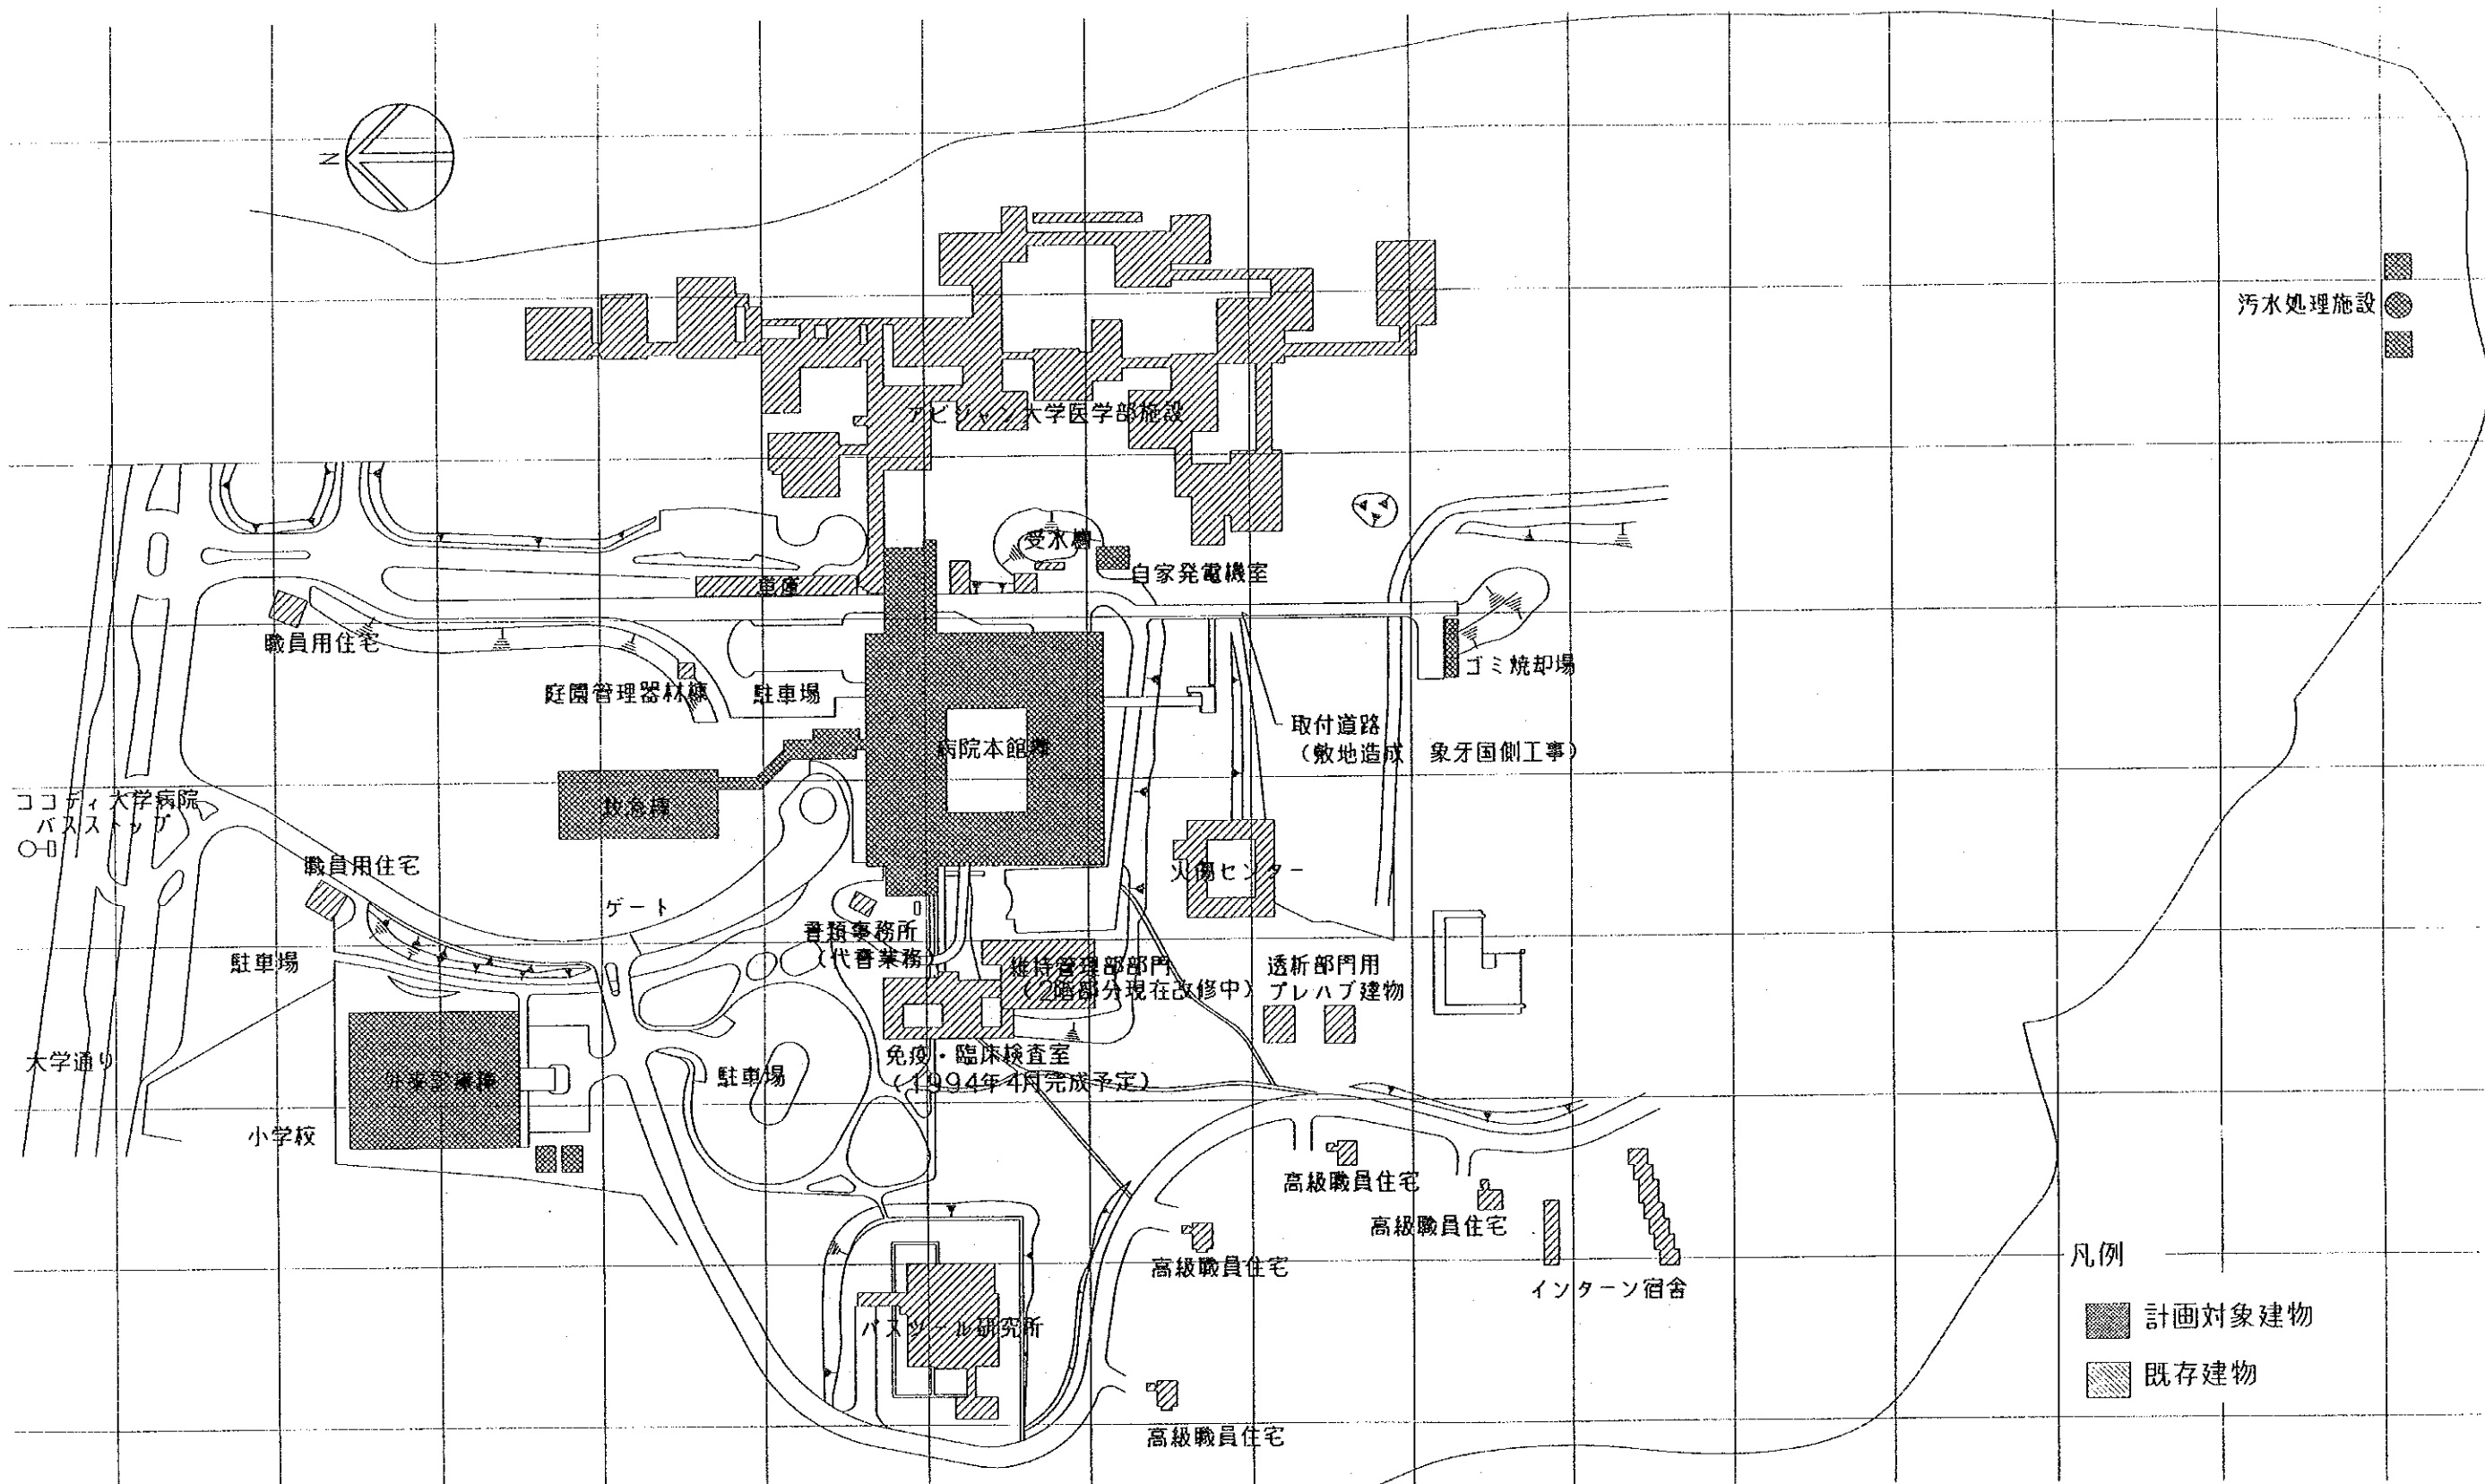 N
汚水処理施設
アビジャン大学医学部施設
受水槽
自家発電機室
車庫
職員用住宅
庭園管理器材棟
駐車場
ゴミ焼却場
取付道路
(敷地造成 象牙国側工事)
病院本館棟
救急棟
ココディ大学病院
バスストップ
職員用住宅
火傷センター
ゲート
書類事務所
(代書業務)
駐車場
維持管理部部門
(2階部分現在改修中)
透析部門用
プレハブ建物
大学通り
外来診療棟
駐車場
免疫・臨床検査室
(1994年4月完成予定)
小学校
高級職員住宅
高級職員住宅
高級職員住宅
インターン宿舎
パスツール研究所
高級職員住宅
凡例
計画対象建物
既存建物